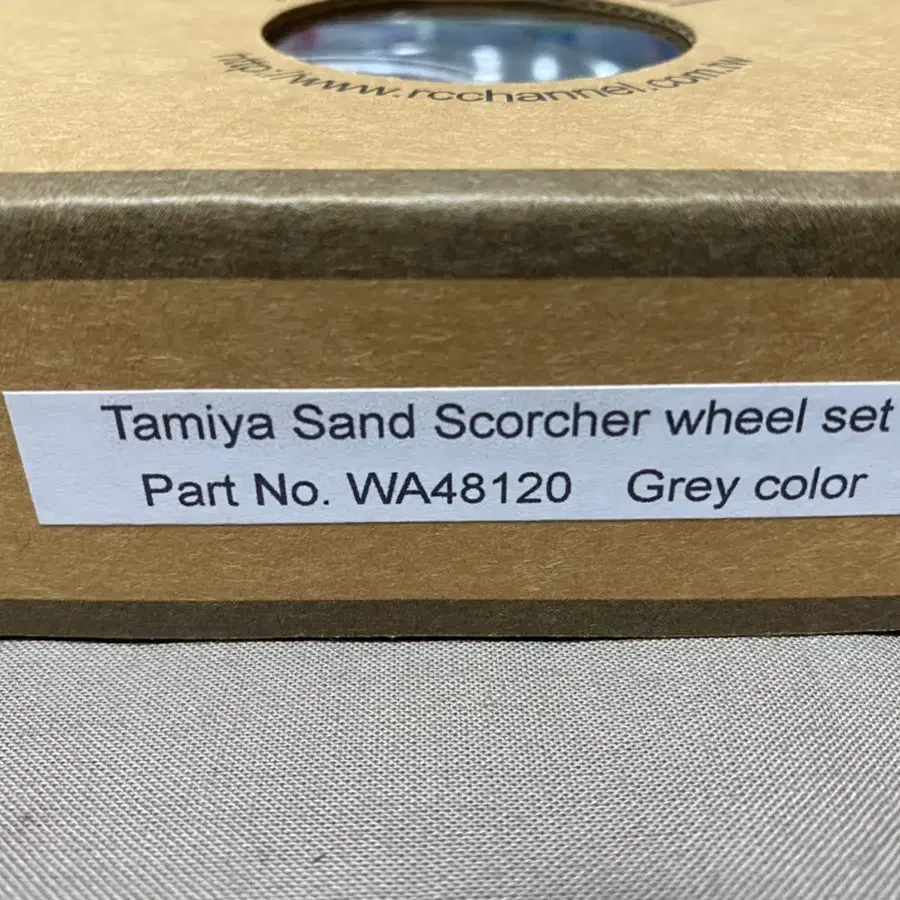 http://www.rcchannel.com.tw
Tamiya Sand Scorcher wheel set
Part No. WA48120 Grey color